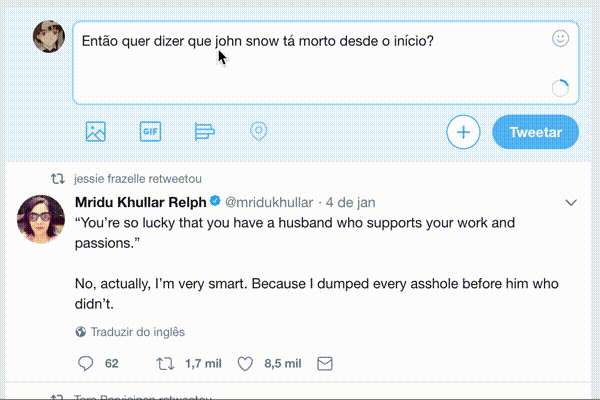 Então quer dizer que john snow tá morto desde o início?
GIF
Tweetar
jessie frazelle retweetou
Mridu Khullar Relph @mridukhullar · 4 de jan
“You’re so lucky that you have a husband who supports your work and
passions.”
No, actually, I’m very smart. Because I dumped every asshole before him who
didn’t.
Traduzir do inglês
62 1,7 mil 8,5 mil